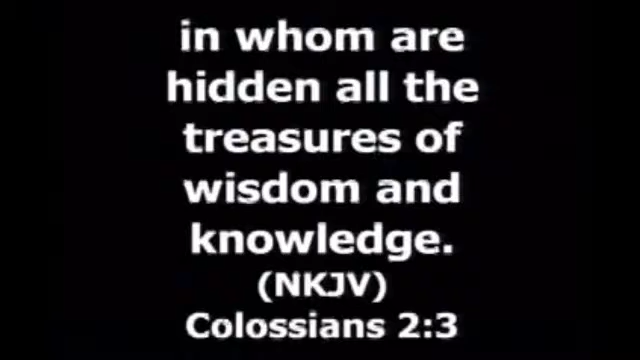 in whom are
hidden all the
treasures of
wisdom and
knowledge.
(NKJV)
Colossians 2:3